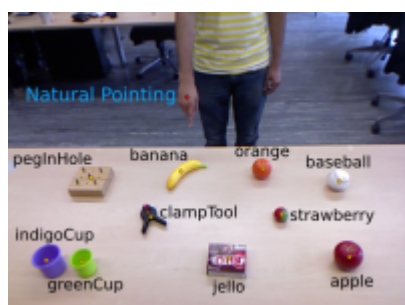 Natural Pointing
pegInHole
banana
orange
baseball
clampTool
strawberry
indigoCup
greenCup
jello
apple